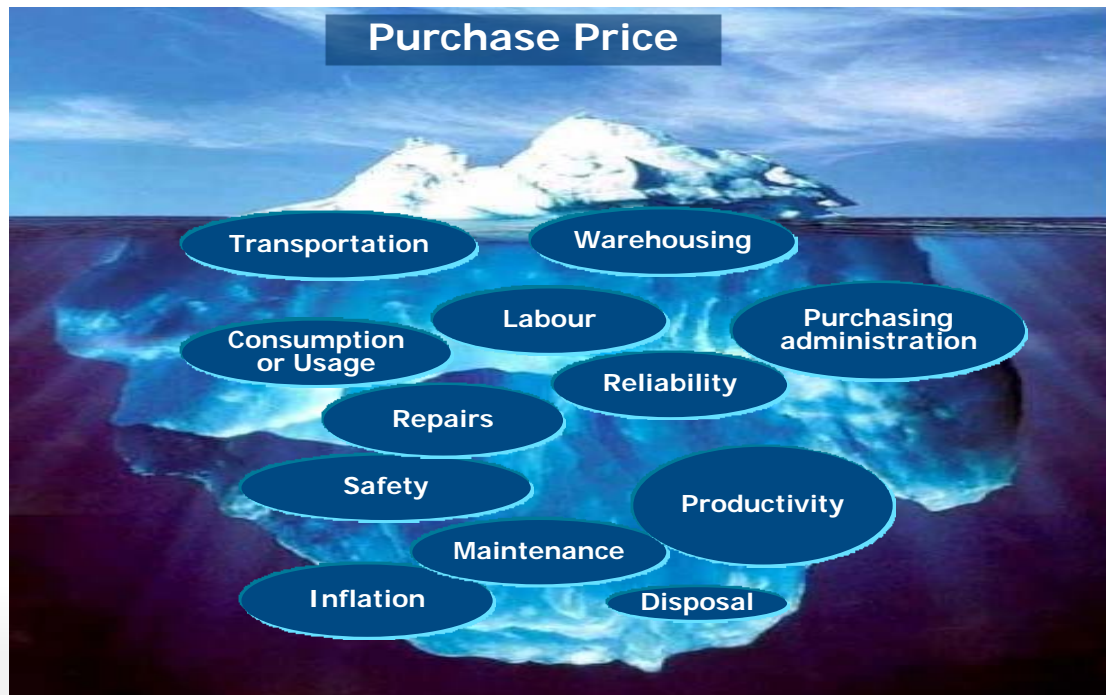 Purchase Price
Transportation
Warehousing
Labour
Purchasing
administration
Consumption
or Usage
Reliability
Repairs
Safety
Productivity
Maintenance
Inflation
Disposal